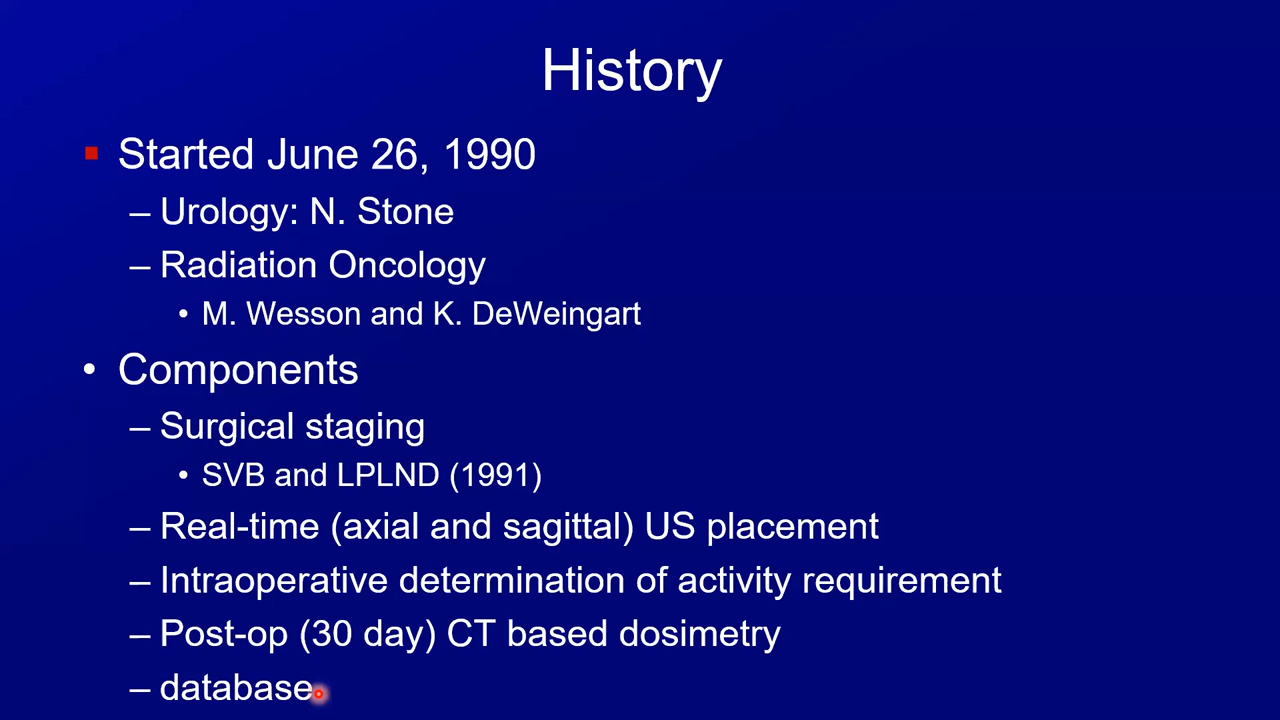 History
Started June 26, 1990
– Urology: N. Stone
– Radiation Oncology
• M. Wesson and K. DeWeingart
• Components
– Surgical staging
• SVB and LPLND (1991)
– Real-time (axial and sagittal) US placement
– Intraoperative determination of activity requirement
– Post-op (30 day) CT based dosimetry
– database